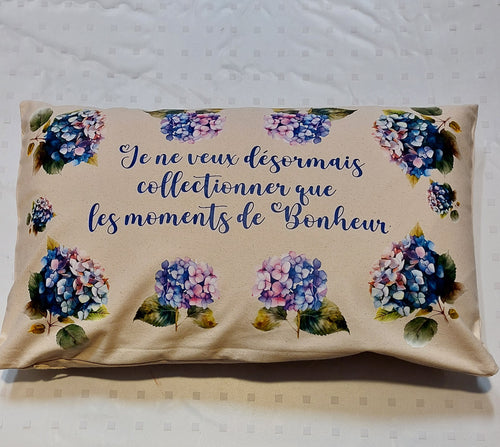 Je ne veux désormais
collectionner que
les moments de Bonheur.